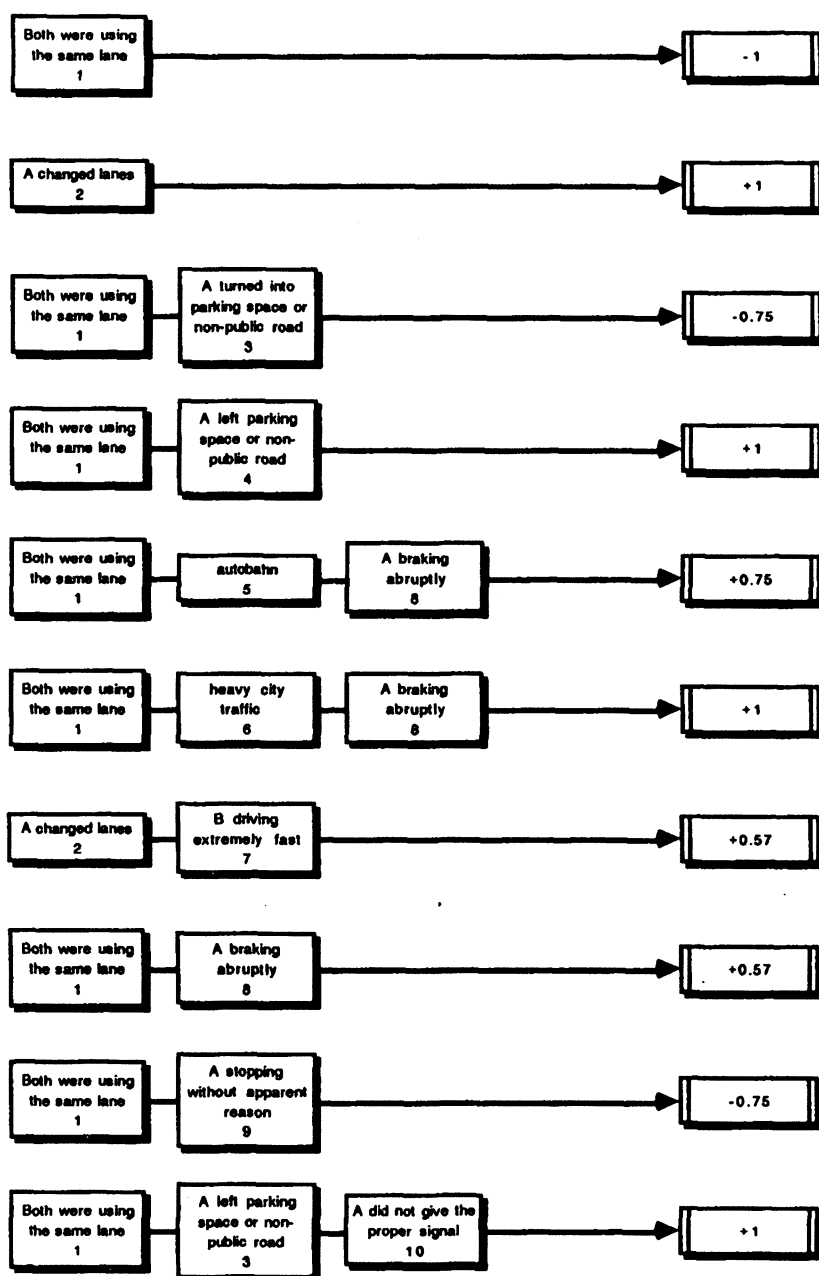 Both were using
the same lane
1
- 1
A changed lanes
2
+1
Both were using
the same lane
1
A turned into
parking space or
non-public road
3
-0.75
Both were using
the same lane
1
A left parking
space or non-
public road
4
+1
Both were using
the same lane
1
autobahn
5
A braking
abruptly
8
+0.75
Both were using
the same lane
1
heavy city
traffic
6
A braking
abruptly
8
+1
A changed lanes
2
B driving
extremely fast
7
+0.57
Both were using
the same lane
1
A braking
abruptly
8
+0.57
Both were using
the same lane
1
A stopping
without apparent
reason
9
-0.75
Both were using
the same lane
1
A left parking
space or non-
public road
3
A did not give the
proper signal
10
+1